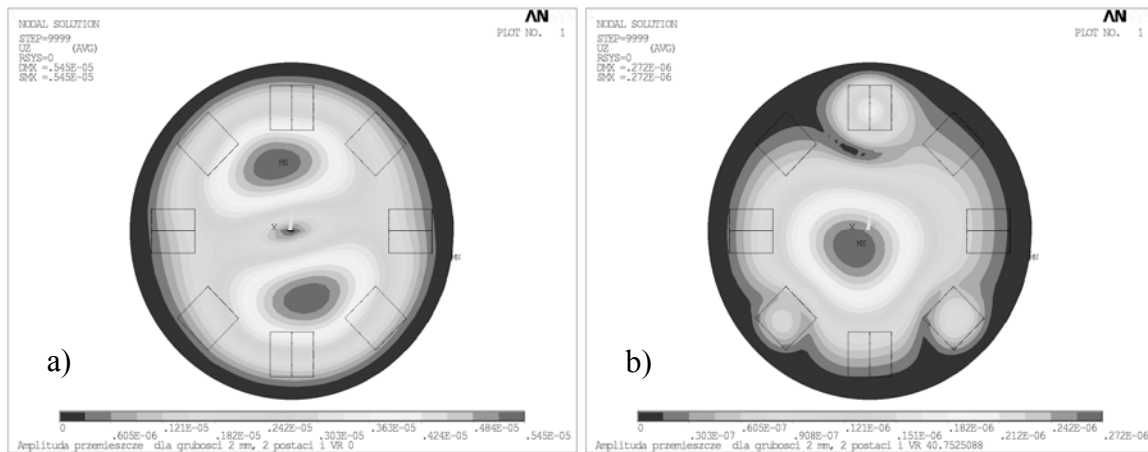 NODAL SOLUTION
STEP=9999
UZ (AVG)
RSYS=0
DMX =.545E-05
SMX =.545E-05
AN
PLOT NO. 1
MX
X
MN
a)
0 .121E-05 .242E-05 .363E-05 .484E-05
.605E-06 .182E-05 .303E-05 .424E-05 .545E-05
Amplituda przemieszcze dla grubosci 2 mm, 2 postaci i VR 0
NODAL SOLUTION
STEP=9999
UZ (AVG)
RSYS=0
DMX =.272E-06
SMX =.272E-06
AN
PLOT NO. 1
X
MX
MN
b)
0 .605E-07 .121E-06 .182E-06 .242E-06
.303E-07 .908E-07 .151E-06 .212E-06 .272E-06
Amplituda przemieszcze dla grubosci 2 mm, 2 postaci i VR 40.7525088